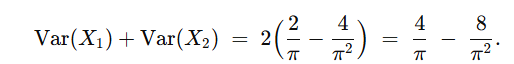 Var(X₁) + Var(X₂) = 2(2/π − 4/π²) = 4/π − 8/π².